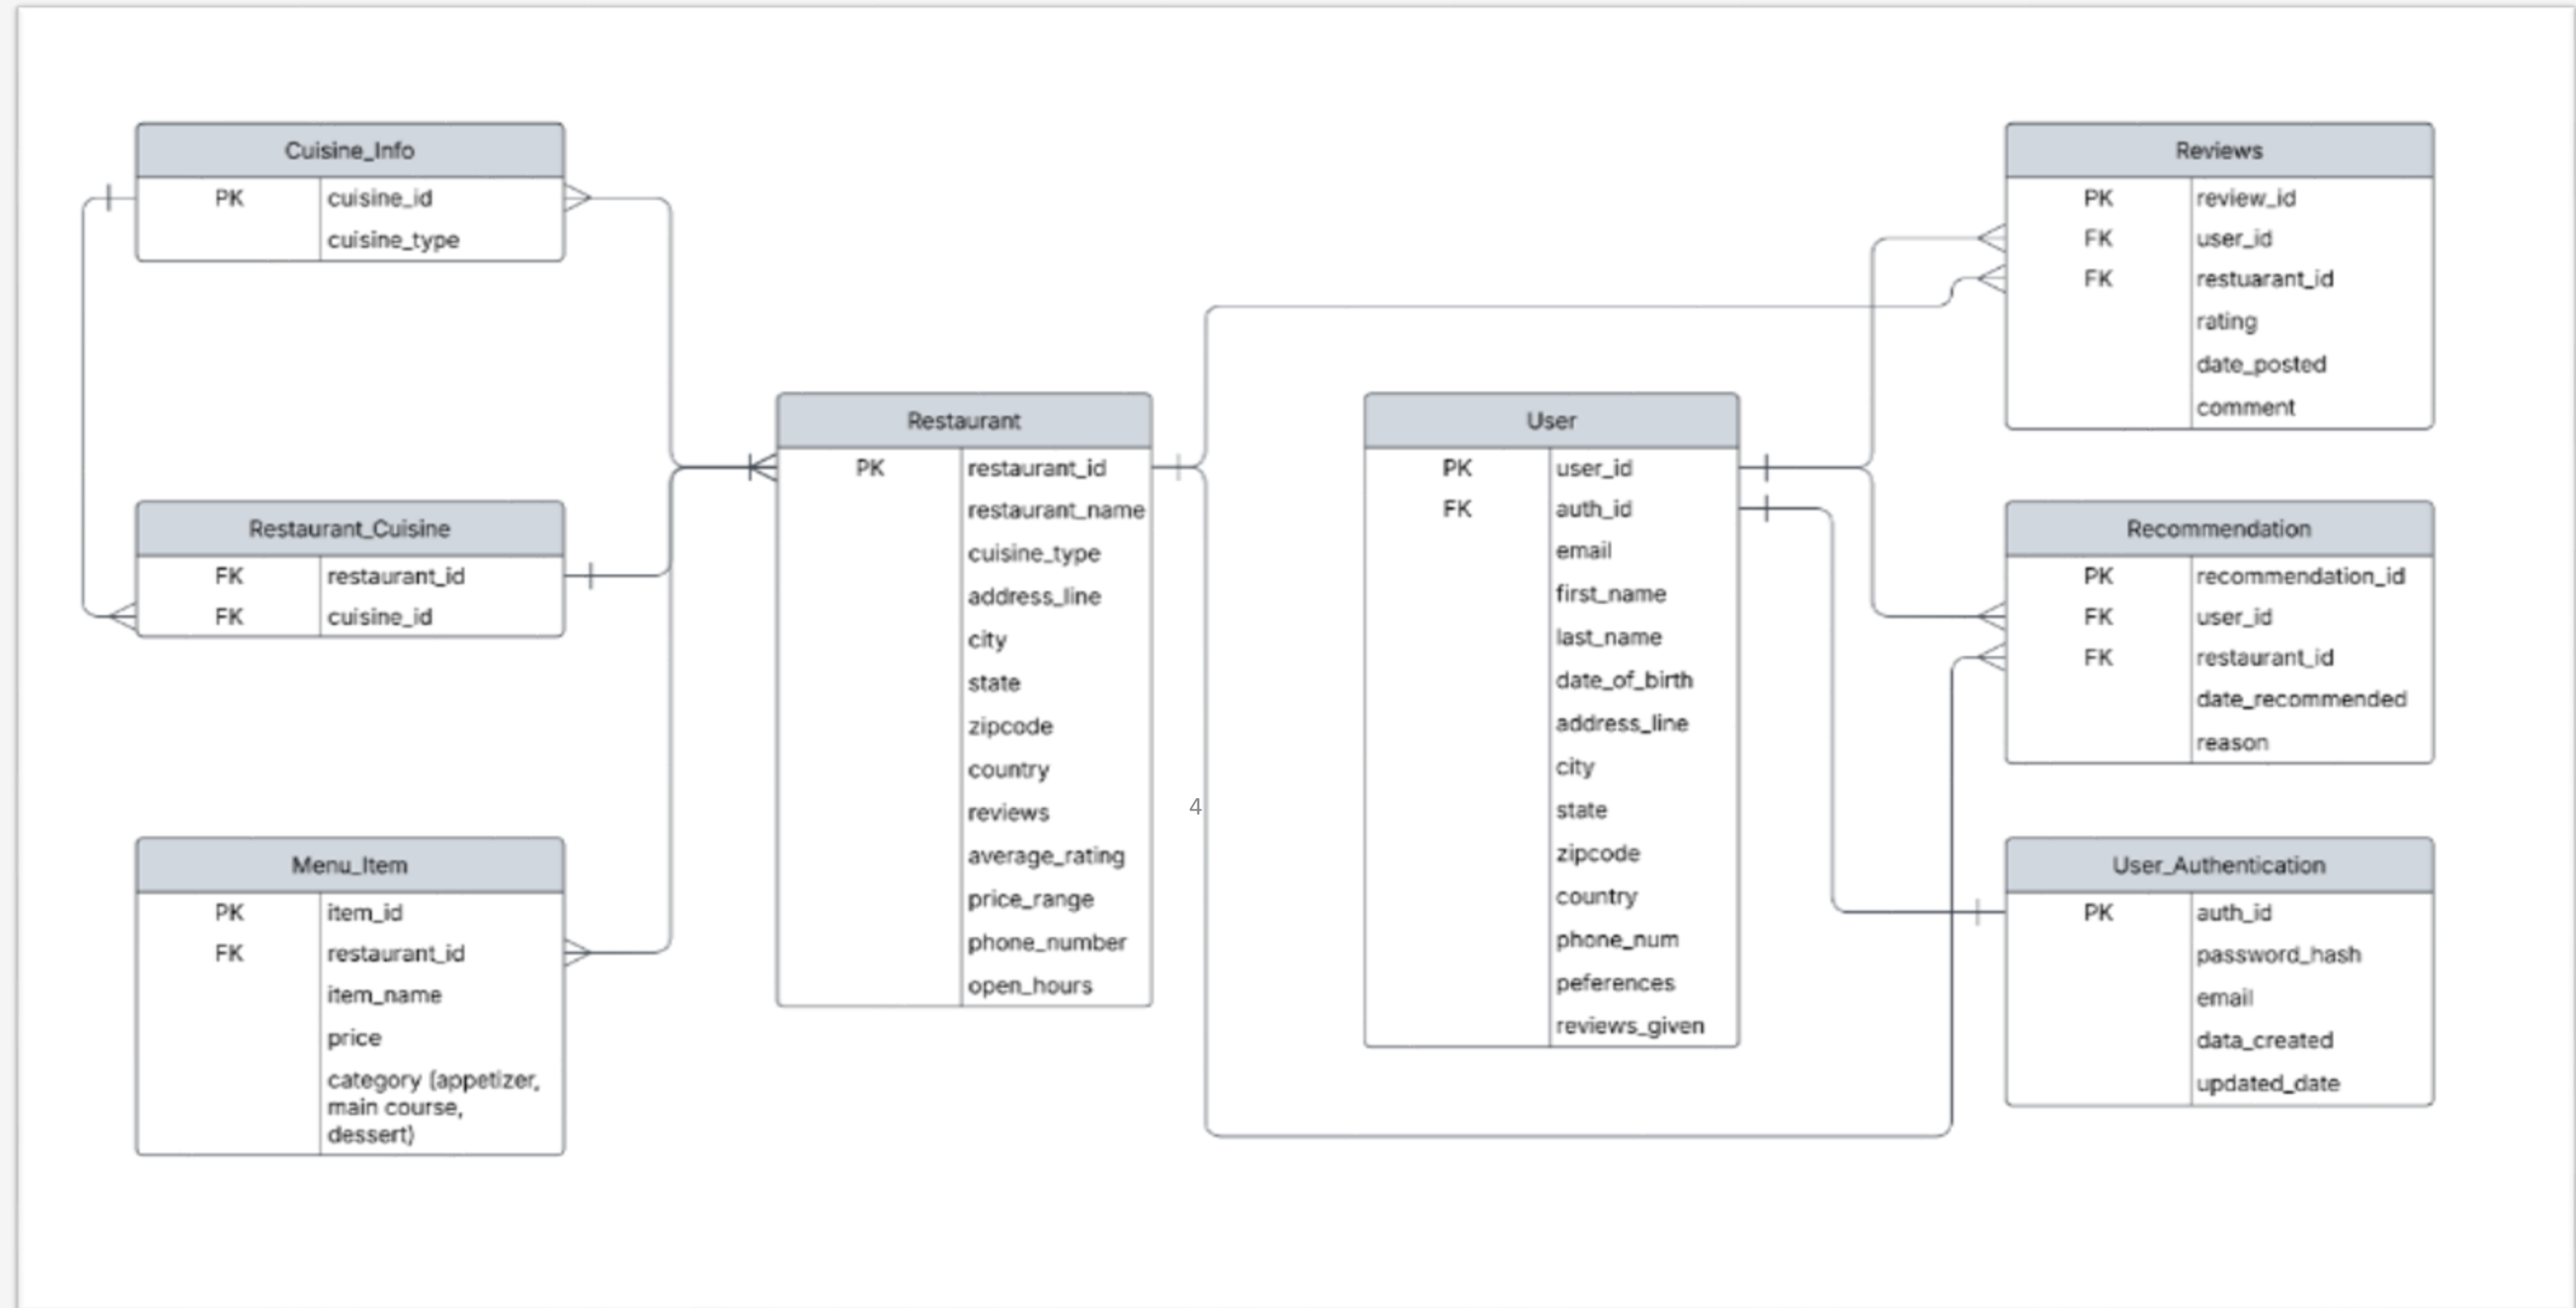 Cuisine_Info
PK cuisine_id
cuisine_type
Restaurant_Cuisine
FK restaurant_id
FK cuisine_id
Menu_Item
PK item_id
FK restaurant_id
item_name
price
category (appetizer,
main course,
dessert)
Restaurant
PK restaurant_id
restaurant_name
cuisine_type
address_line
city
state
zipcode
country
reviews
average_rating
price_range
phone_number
open_hours
4
User
PK user_id
FK auth_id
email
first_name
last_name
date_of_birth
address_line
city
state
zipcode
country
phone_num
peferences
reviews_given
Reviews
PK review_id
FK user_id
FK restuarant_id
rating
date_posted
comment
Recommendation
PK recommendation_id
FK user_id
FK restaurant_id
date_recommended
reason
User_Authentication
PK auth_id
password_hash
email
data_created
updated_date